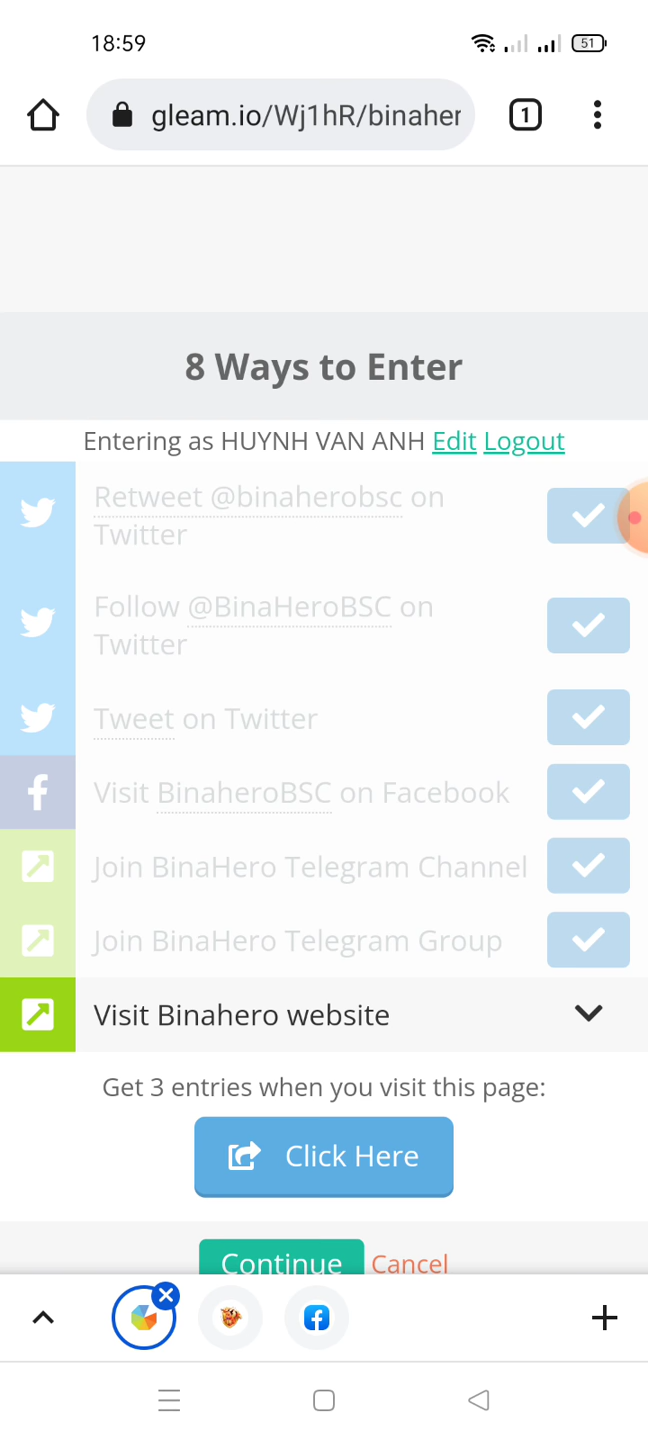 18:59
51
gleam.io/Wj1hR/binaher
1
8 Ways to Enter
Entering as HUYNH VAN ANH Edit Logout
Retweet @binaherobsc on
Twitter
Follow @BinaHeroBSC on
Twitter
Tweet on Twitter
Visit BinaheroBSC on Facebook
Join BinaHero Telegram Channel
Join BinaHero Telegram Group
Visit Binahero website
Get 3 entries when you visit this page:
Click Here
Continue Cancel